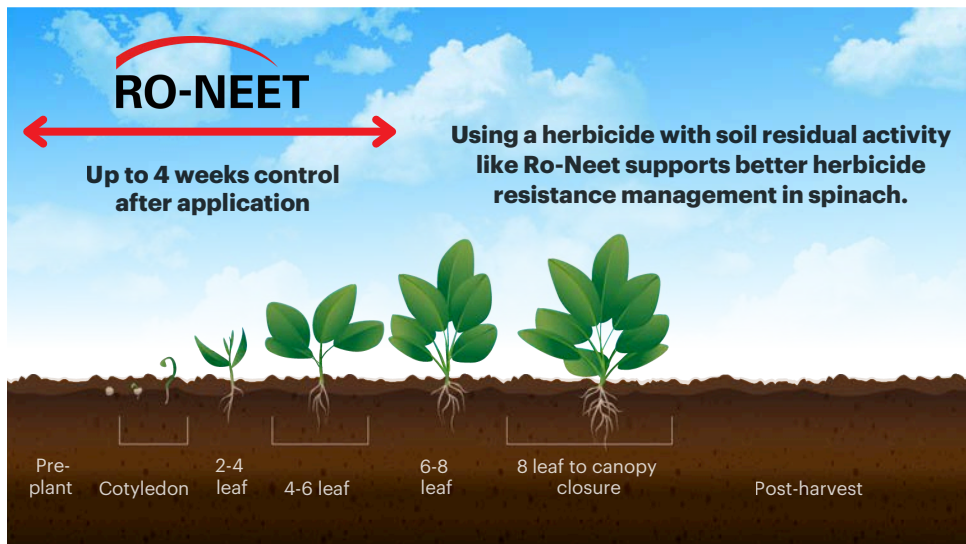 RO-NEET
Up to 4 weeks control
after application
Using a herbicide with soil residual activity
like Ro-Neet supports better herbicide
resistance management in spinach.
Pre-
plant
Cotyledon
2-4
leaf
4-6 leaf
6-8
leaf
8 leaf to canopy
closure
Post-harvest